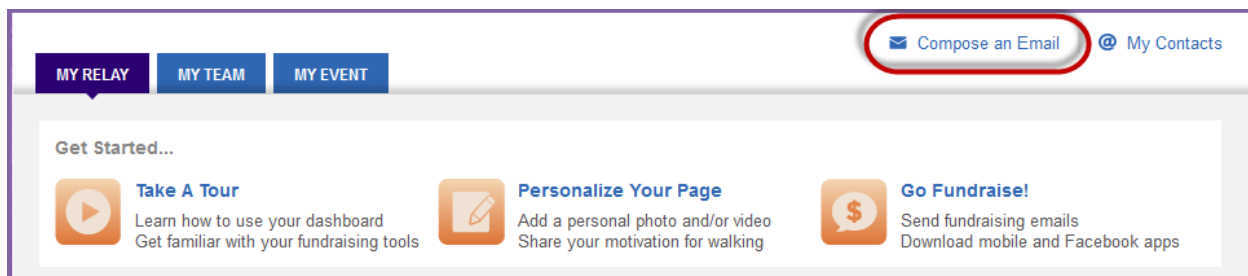 Compose an Email
@ My Contacts
MY RELAY
MY TEAM
MY EVENT
Get Started...
Take A Tour
Learn how to use your dashboard
Get familiar with your fundraising tools
Personalize Your Page
Add a personal photo and/or video
Share your motivation for walking
$
Go Fundraise!
Send fundraising emails
Download mobile and Facebook apps